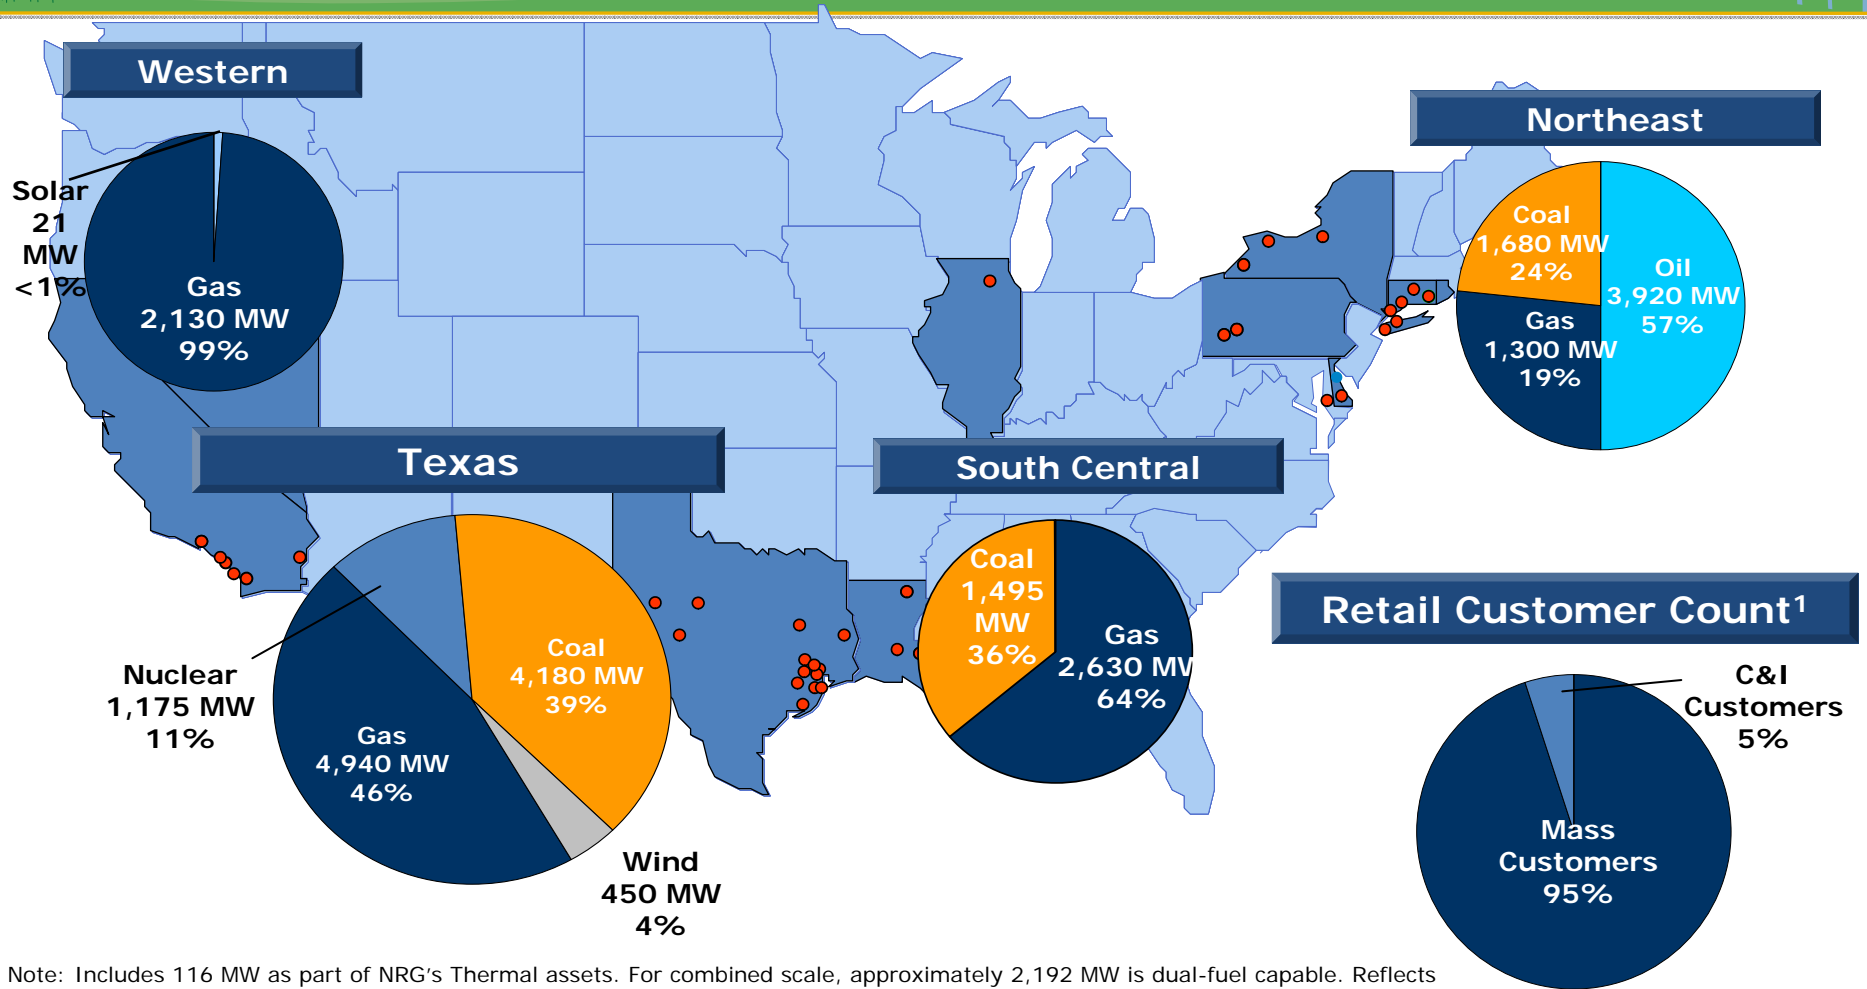 Western
Solar
21
MW
<1%
Gas
2,130 MW
99%
Northeast
Coal
1,680 MW
24%
Oil
3,920 MW
57%
Gas
1,300 MW
19%
Texas
Nuclear
1,175 MW
11%
Coal
4,180 MW
39%
Gas
4,940 MW
46%
Wind
450 MW
4%
South Central
Coal
1,495
MW
36%
Gas
2,630 MW
64%
Retail Customer Count¹
C&I
Customers
5%
Mass
Customers
95%
Note: Includes 116 MW as part of NRG’s Thermal assets. For combined scale, approximately 2,192 MW is dual-fuel capable. Reflects